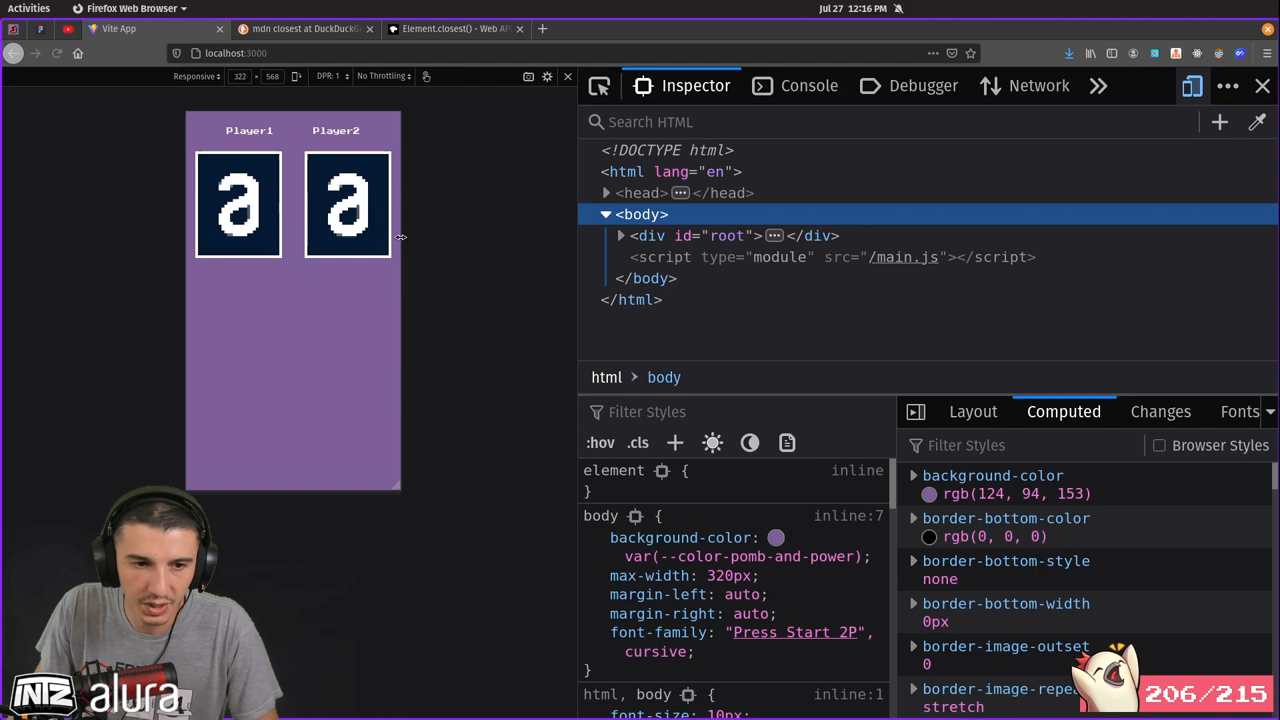 Activities
Firefox Web Browser
Jul 27 12:16 PM
Vite App
mdn closest at DuckDuckG
Element.closest() - Web AP
localhost:3000
Responsive
322 × 568
DPR: 1
No Throttling
Inspector
Console
Debugger
Network
Search HTML
<!DOCTYPE html>
<html lang="en">
<head> ••• </head>
<body>
<div id="root"> ••• </div>
<script type="module" src="/main.js"></script>
</body>
</html>
html > body
Player1 Player2
a a
Filter Styles
:hov .cls
element { inline
}
body { inline:7
background-color:
var(--color-pomb-and-power);
max-width: 320px;
margin-left: auto;
margin-right: auto;
font-family: "Press Start 2P",
cursive;
}
html, body { inline:1
font-size: 10px;
Layout
Computed
Changes
Fonts
Filter Styles
Browser Styles
background-color
rgb(124, 94, 153)
border-bottom-color
rgb(0, 0, 0)
border-bottom-style
none
border-bottom-width
0px
border-image-outset
0
border-image-repea
stretch
INTZ alura
206/215